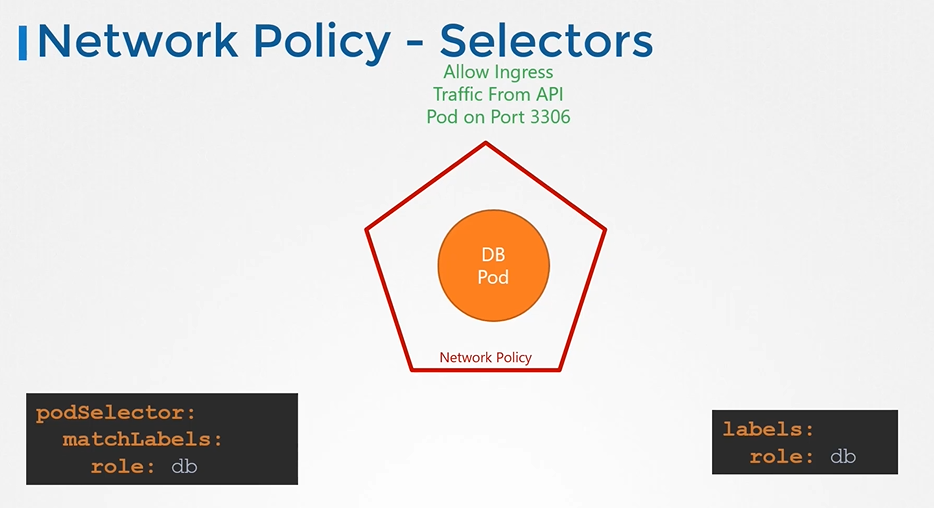 Network Policy - Selectors
Allow Ingress
Traffic From API
Pod on Port 3306
DB
Pod
Network Policy
podSelector:
  matchLabels:
    role: db
labels:
  role: db